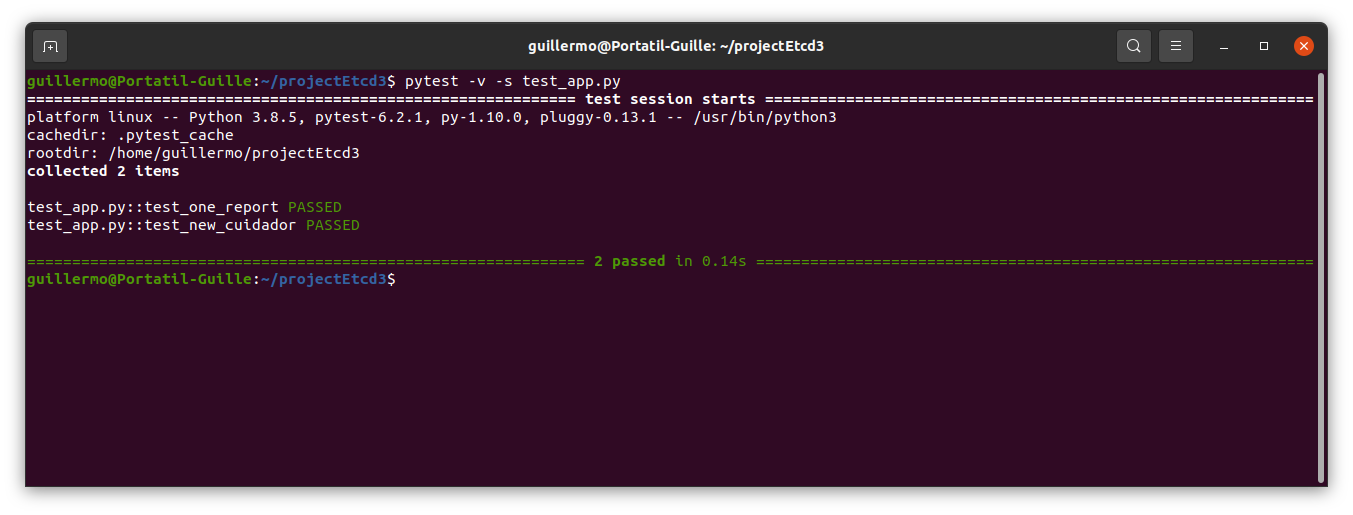 guillermo@Portatil-Guille: ~/projectEtcd3
guillermo@Portatil-Guille:~/projectEtcd3$ pytest -v -s test_app.py
============================================================= test session starts =============================================================
platform linux -- Python 3.8.5, pytest-6.2.1, py-1.10.0, pluggy-0.13.1 -- /usr/bin/python3
cachedir: .pytest_cache
rootdir: /home/guillermo/projectEtcd3
collected 2 items
test_app.py::test_one_report PASSED
test_app.py::test_new_cuidador PASSED
============================================================== 2 passed in 0.14s ==============================================================
guillermo@Portatil-Guille:~/projectEtcd3$